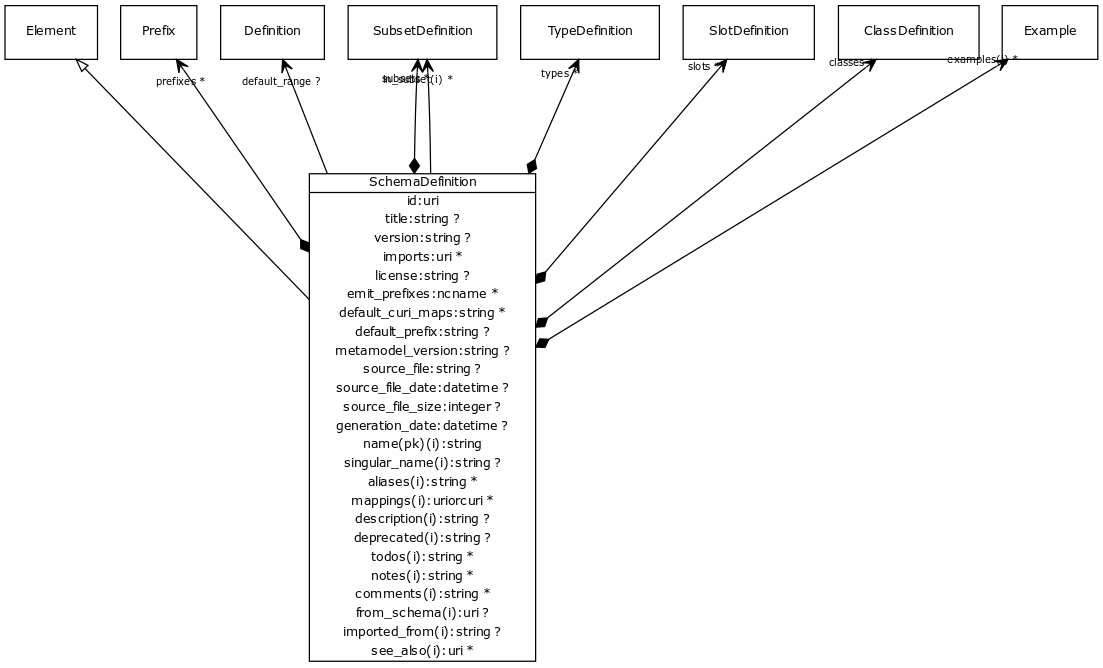 Element
Prefix
Definition
SubsetDefinition
TypeDefinition
SlotDefinition
ClassDefinition
Example
prefixes *
default_range ?
subsets *
in_subset(i) *
types *
slots *
classes *
examples(i) *
SchemaDefinition
id:uri
title:string ?
version:string ?
imports:uri *
license:string ?
emit_prefixes:ncname *
default_curi_maps:string *
default_prefix:string ?
metamodel_version:string ?
source_file:string ?
source_file_date:datetime ?
source_file_size:integer ?
generation_date:datetime ?
name(pk)(i):string
singular_name(i):string ?
aliases(i):string *
mappings(i):uriorcuri *
description(i):string ?
deprecated(i):string ?
todos(i):string *
notes(i):string *
comments(i):string *
from_schema(i):uri ?
imported_from(i):string ?
see_also(i):uri *